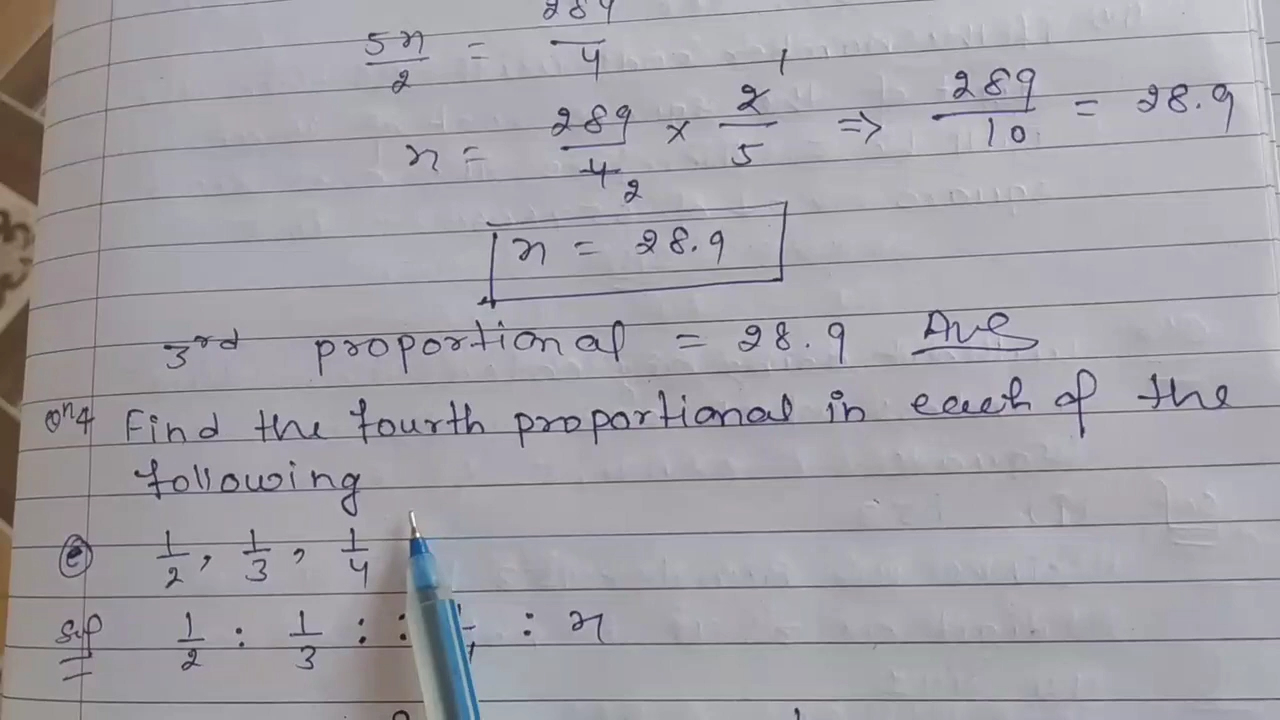 5x/2 = 289/4
x = 289/4 2 × 2/5 1 ⇒ 289/10 = 28.9
x = 28.9
3rd proportional = 28.9 Ans
Qn4 Find the fourth proportional in each of the
following
(e) 1/2, 1/3, 1/4
Sol 1/2 : 1/3 : : : x